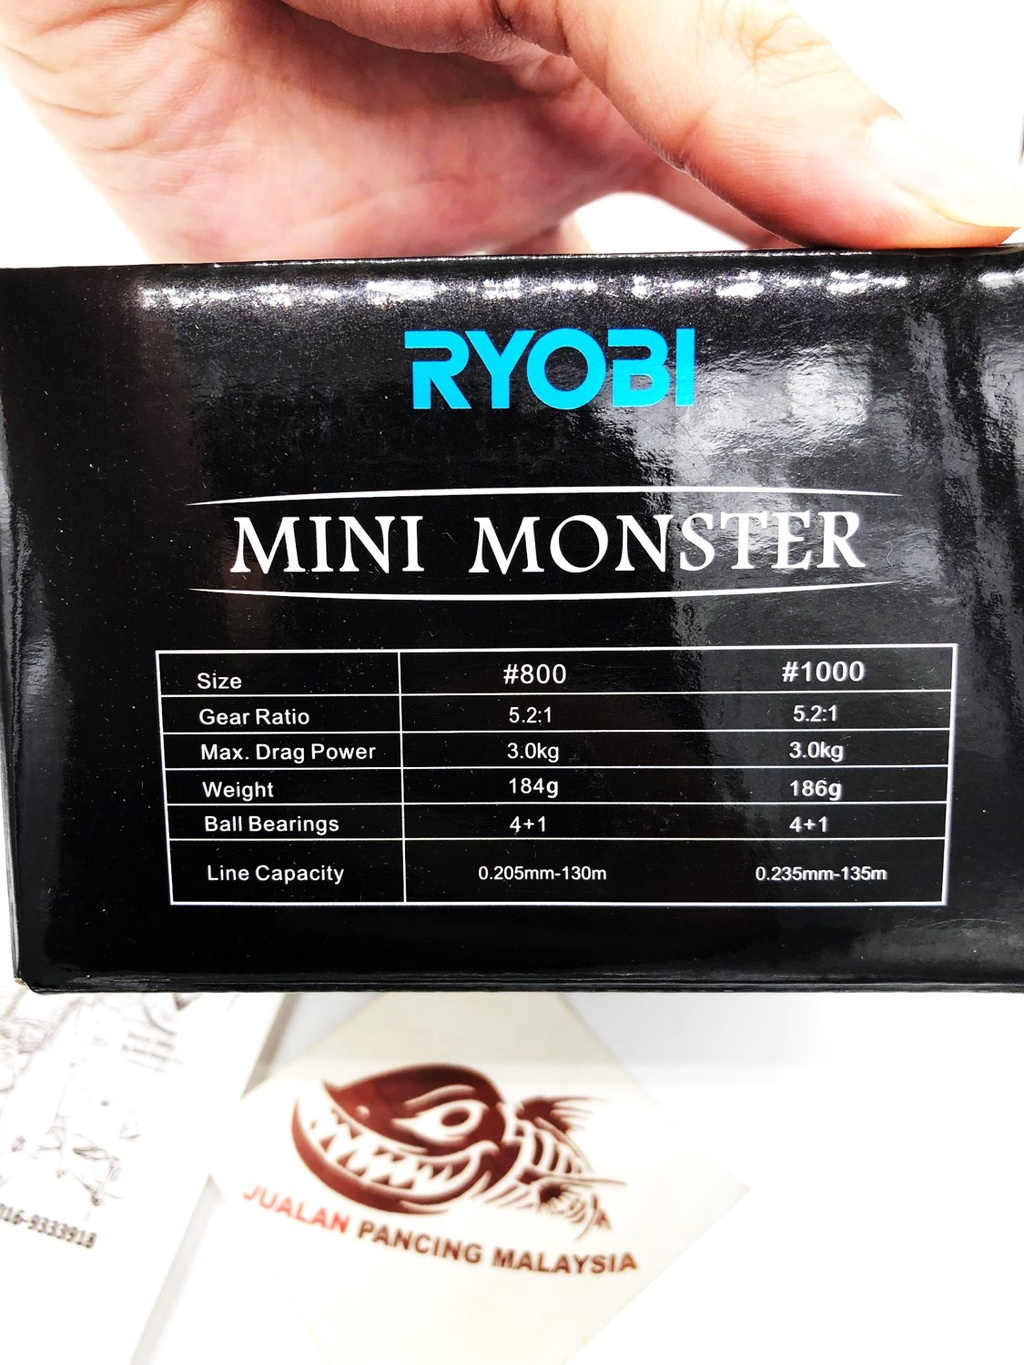 RYOBI
MINI MONSTER
Size #800 #1000
Gear Ratio 5.2:1 5.2:1
Max. Drag Power 3.0kg 3.0kg
Weight 184g 186g
Ball Bearings 4+1 4+1
Line Capacity 0.205mm-130m 0.235mm-135m
JUALAN PANCING MALAYSIA
16-9333918